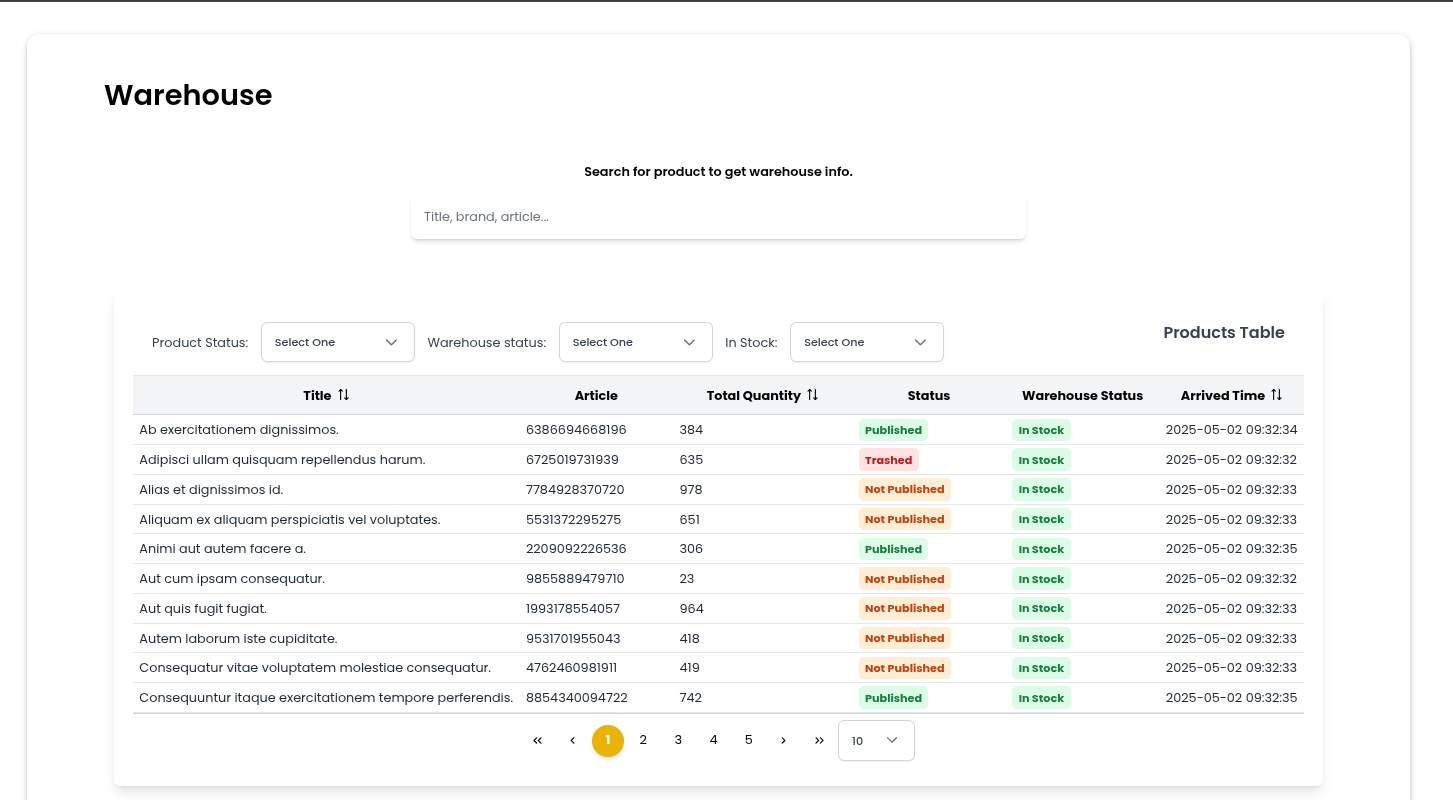 Warehouse
Search for product to get warehouse info.
Title, brand, article...
Product Status: Select One Warehouse status: Select One In Stock: Select One Products Table
Title Article Total Quantity Status Warehouse Status Arrived Time
Ab exercitationem dignissimos. 6386694668196 384 Published In Stock 2025-05-02 09:32:34
Adipisci ullam quisquam repellendus harum. 6725019731939 635 Trashed In Stock 2025-05-02 09:32:32
Alias et dignissimos id. 7784928370720 978 Not Published In Stock 2025-05-02 09:32:33
Aliquam ex aliquam perspiciatis vel voluptates. 5531372295275 651 Not Published In Stock 2025-05-02 09:32:33
Animi aut autem facere a. 2209092226536 306 Published In Stock 2025-05-02 09:32:35
Aut cum ipsam consequatur. 9855889479710 23 Not Published In Stock 2025-05-02 09:32:32
Aut quis fugit fugiat. 1993178554057 964 Not Published In Stock 2025-05-02 09:32:33
Autem laborum iste cupiditate. 9531701955043 418 Not Published In Stock 2025-05-02 09:32:33
Consequatur vitae voluptatem molestiae consequatur. 4762460981911 419 Not Published In Stock 2025-05-02 09:32:33
Consequuntur itaque exercitationem tempore perferendis. 8854340094722 742 Published In Stock 2025-05-02 09:32:35
« ‹ 1 2 3 4 5 › » 10